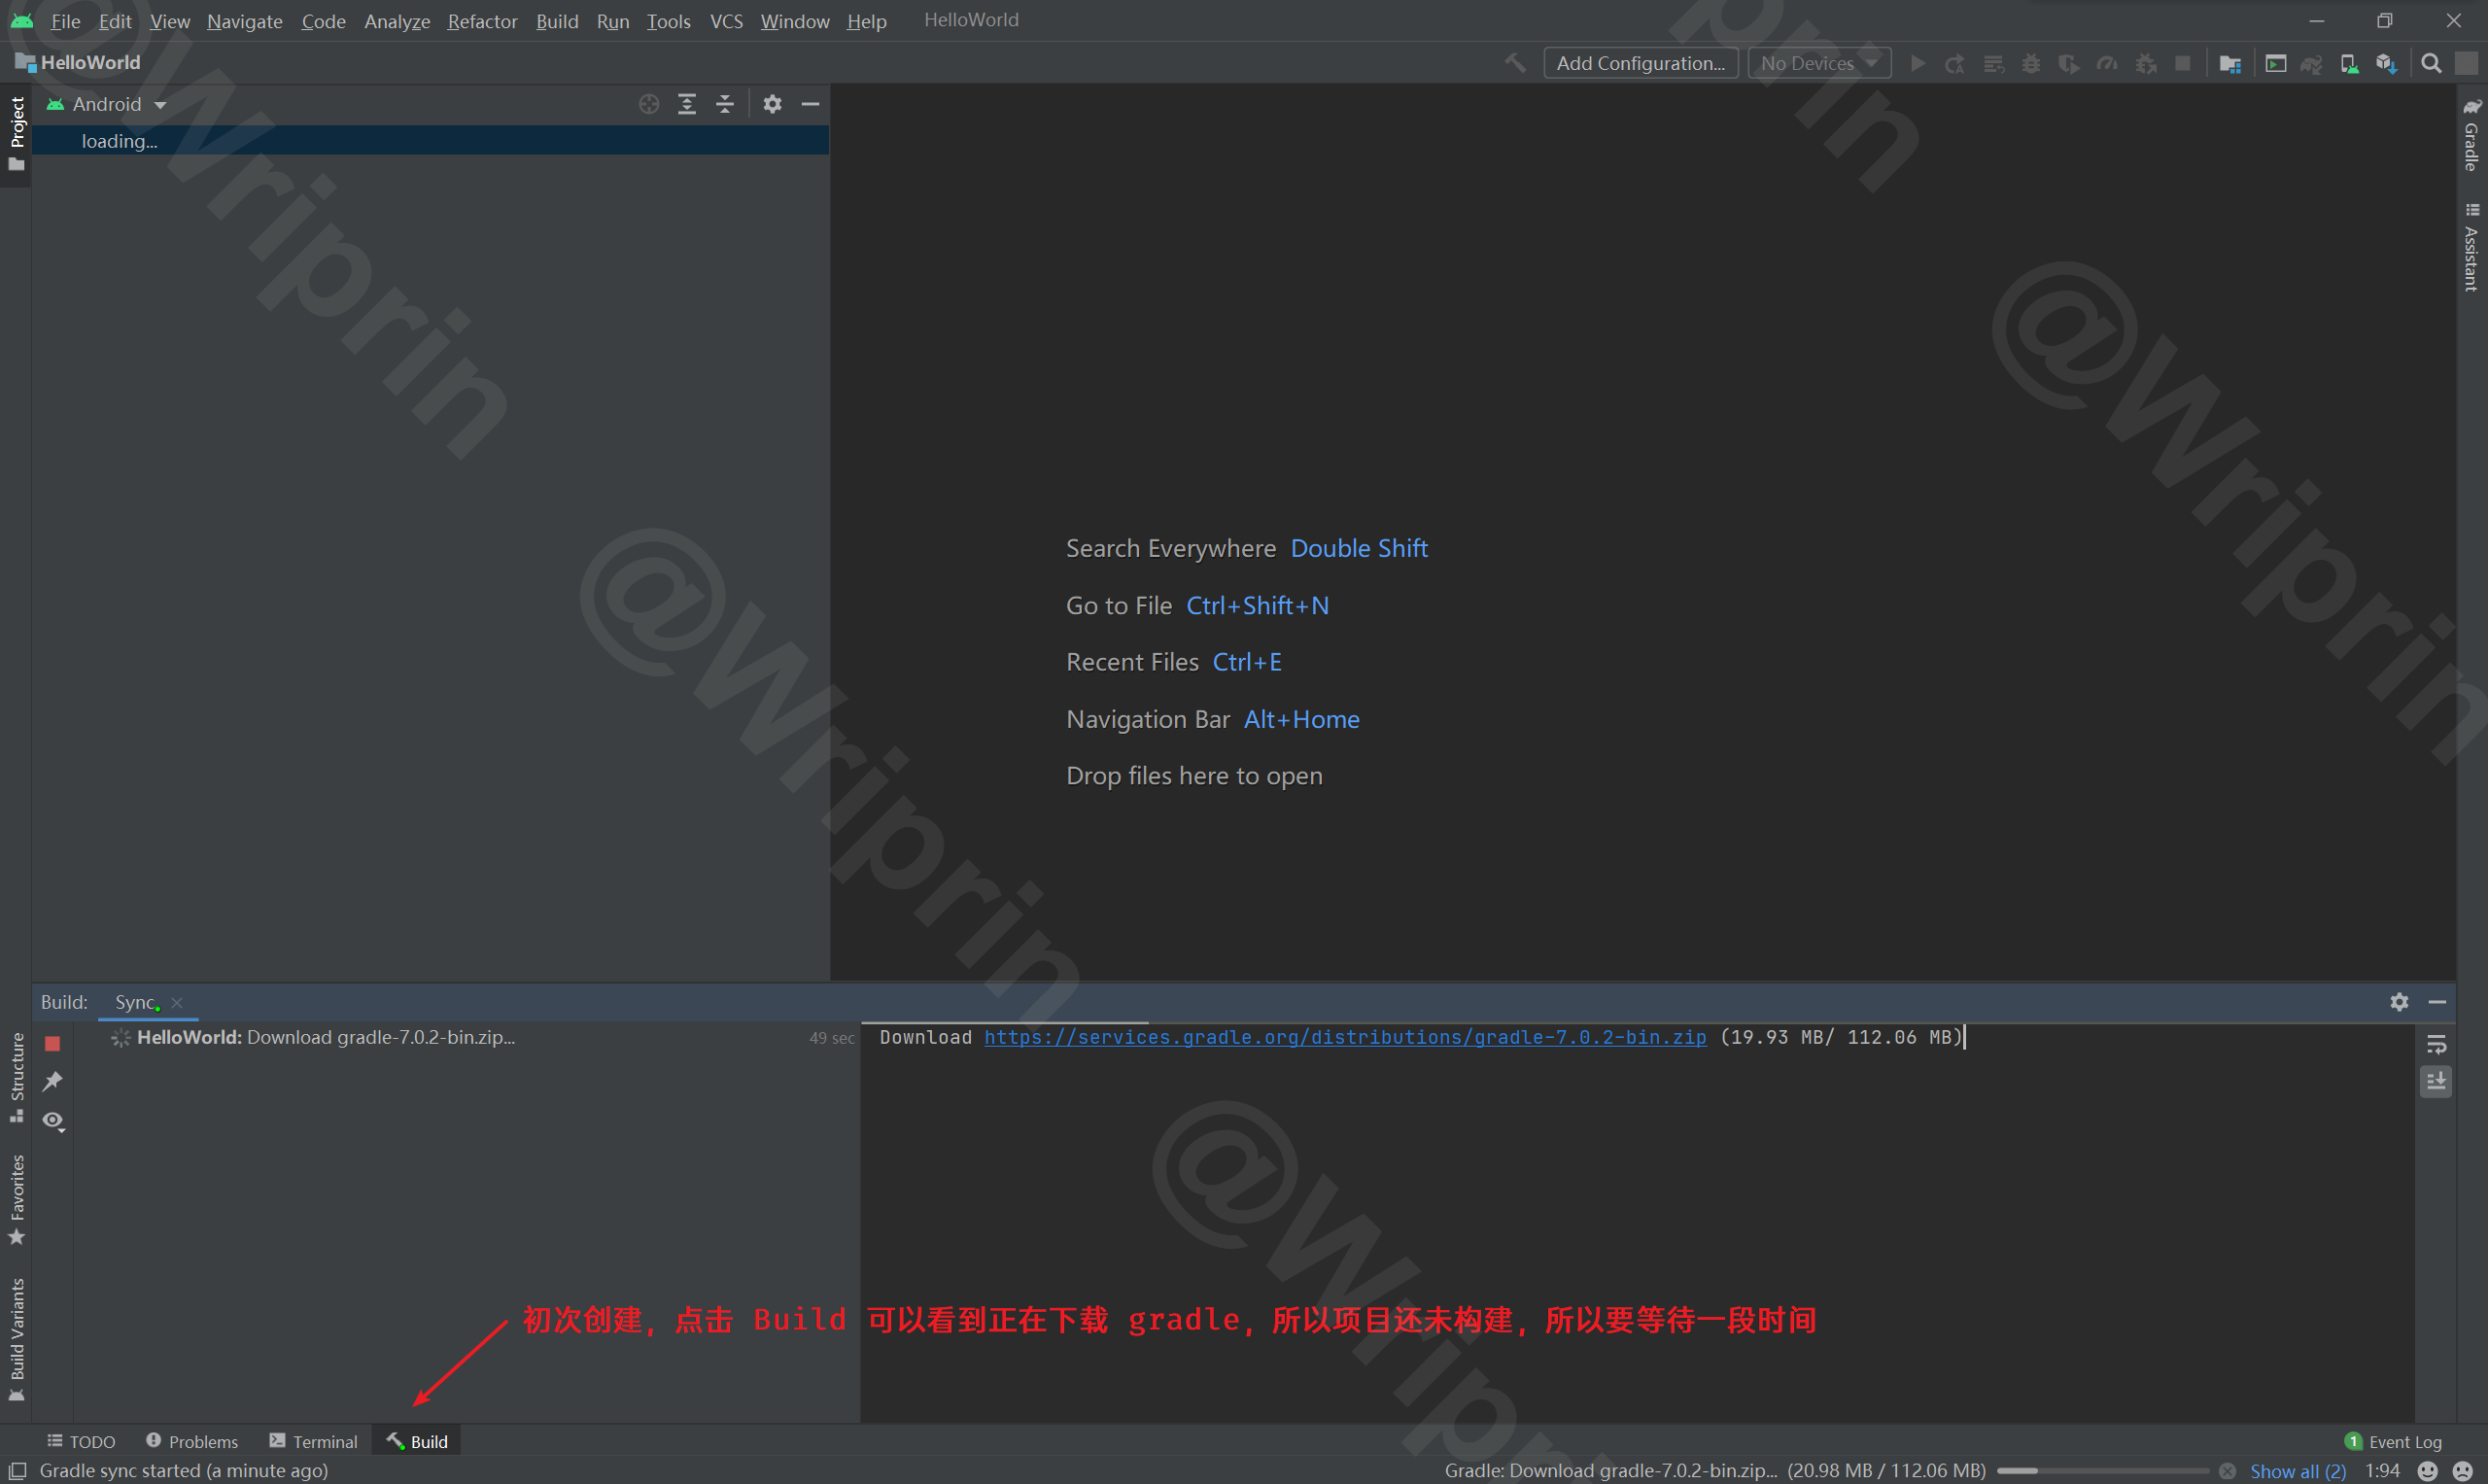 File Edit View Navigate Code Analyze Refactor Build Run Tools VCS Window Help HelloWorld
HelloWorld
Add Configuration...
No Devices
Project
Android
loading...
Gradle
Assistant
Search Everywhere Double Shift
Go to File Ctrl+Shift+N
Recent Files Ctrl+E
Navigation Bar Alt+Home
Drop files here to open
@Wriprin
@Wriprin
@Wriprin
@Wriprin
prin
Build: Sync
HelloWorld: Download gradle-7.0.2-bin.zip... 49 sec
Download https://services.gradle.org/distributions/gradle-7.0.2-bin.zip (19.93 MB/ 112.06 MB)
Structure
Favorites
Build Variants
初次创建，点击 Build 可以看到正在下载 gradle，所以项目还未构建，所以要等待一段时间
TODO Problems Terminal Build
1 Event Log
Gradle sync started (a minute ago)
Gradle: Download gradle-7.0.2-bin.zip... (20.98 MB / 112.06 MB) Show all (2) 1:94